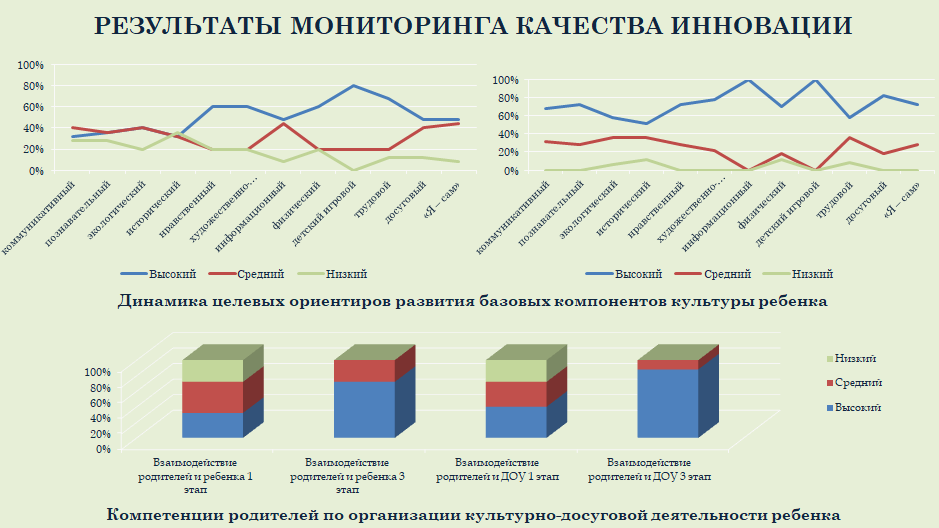 РЕЗУЛЬТАТЫ МОНИТОРИНГА КАЧЕСТВА ИННОВАЦИИ
100%
80%
60%
40%
20%
0%
коммуникативный
познавательный
экологический
исторический
нравственный
художественно-...
информационный
физический
детский игровой
трудовой
досуговый
«Я – сам»
Высокий Средний Низкий
100%
80%
60%
40%
20%
0%
коммуникативный
познавательный
экологический
исторический
нравственный
художественно-...
информационный
физический
детский игровой
трудовой
досуговый
«Я – сам»
Высокий Средний Низкий
Динамика целевых ориентиров развития базовых компонентов культуры ребенка
100%
80%
60%
40%
20%
0%
Взаимодействие
родителей и ребенка 1
этап
Взаимодействие
родителей и ребенка 3
этап
Взаимодействие
родителей и ДОУ 1 этап
Взаимодействие
родителей и ДОУ 3 этап
Низкий
Средний
Высокий
Компетенции родителей по организации культурно-досуговой деятельности ребенка